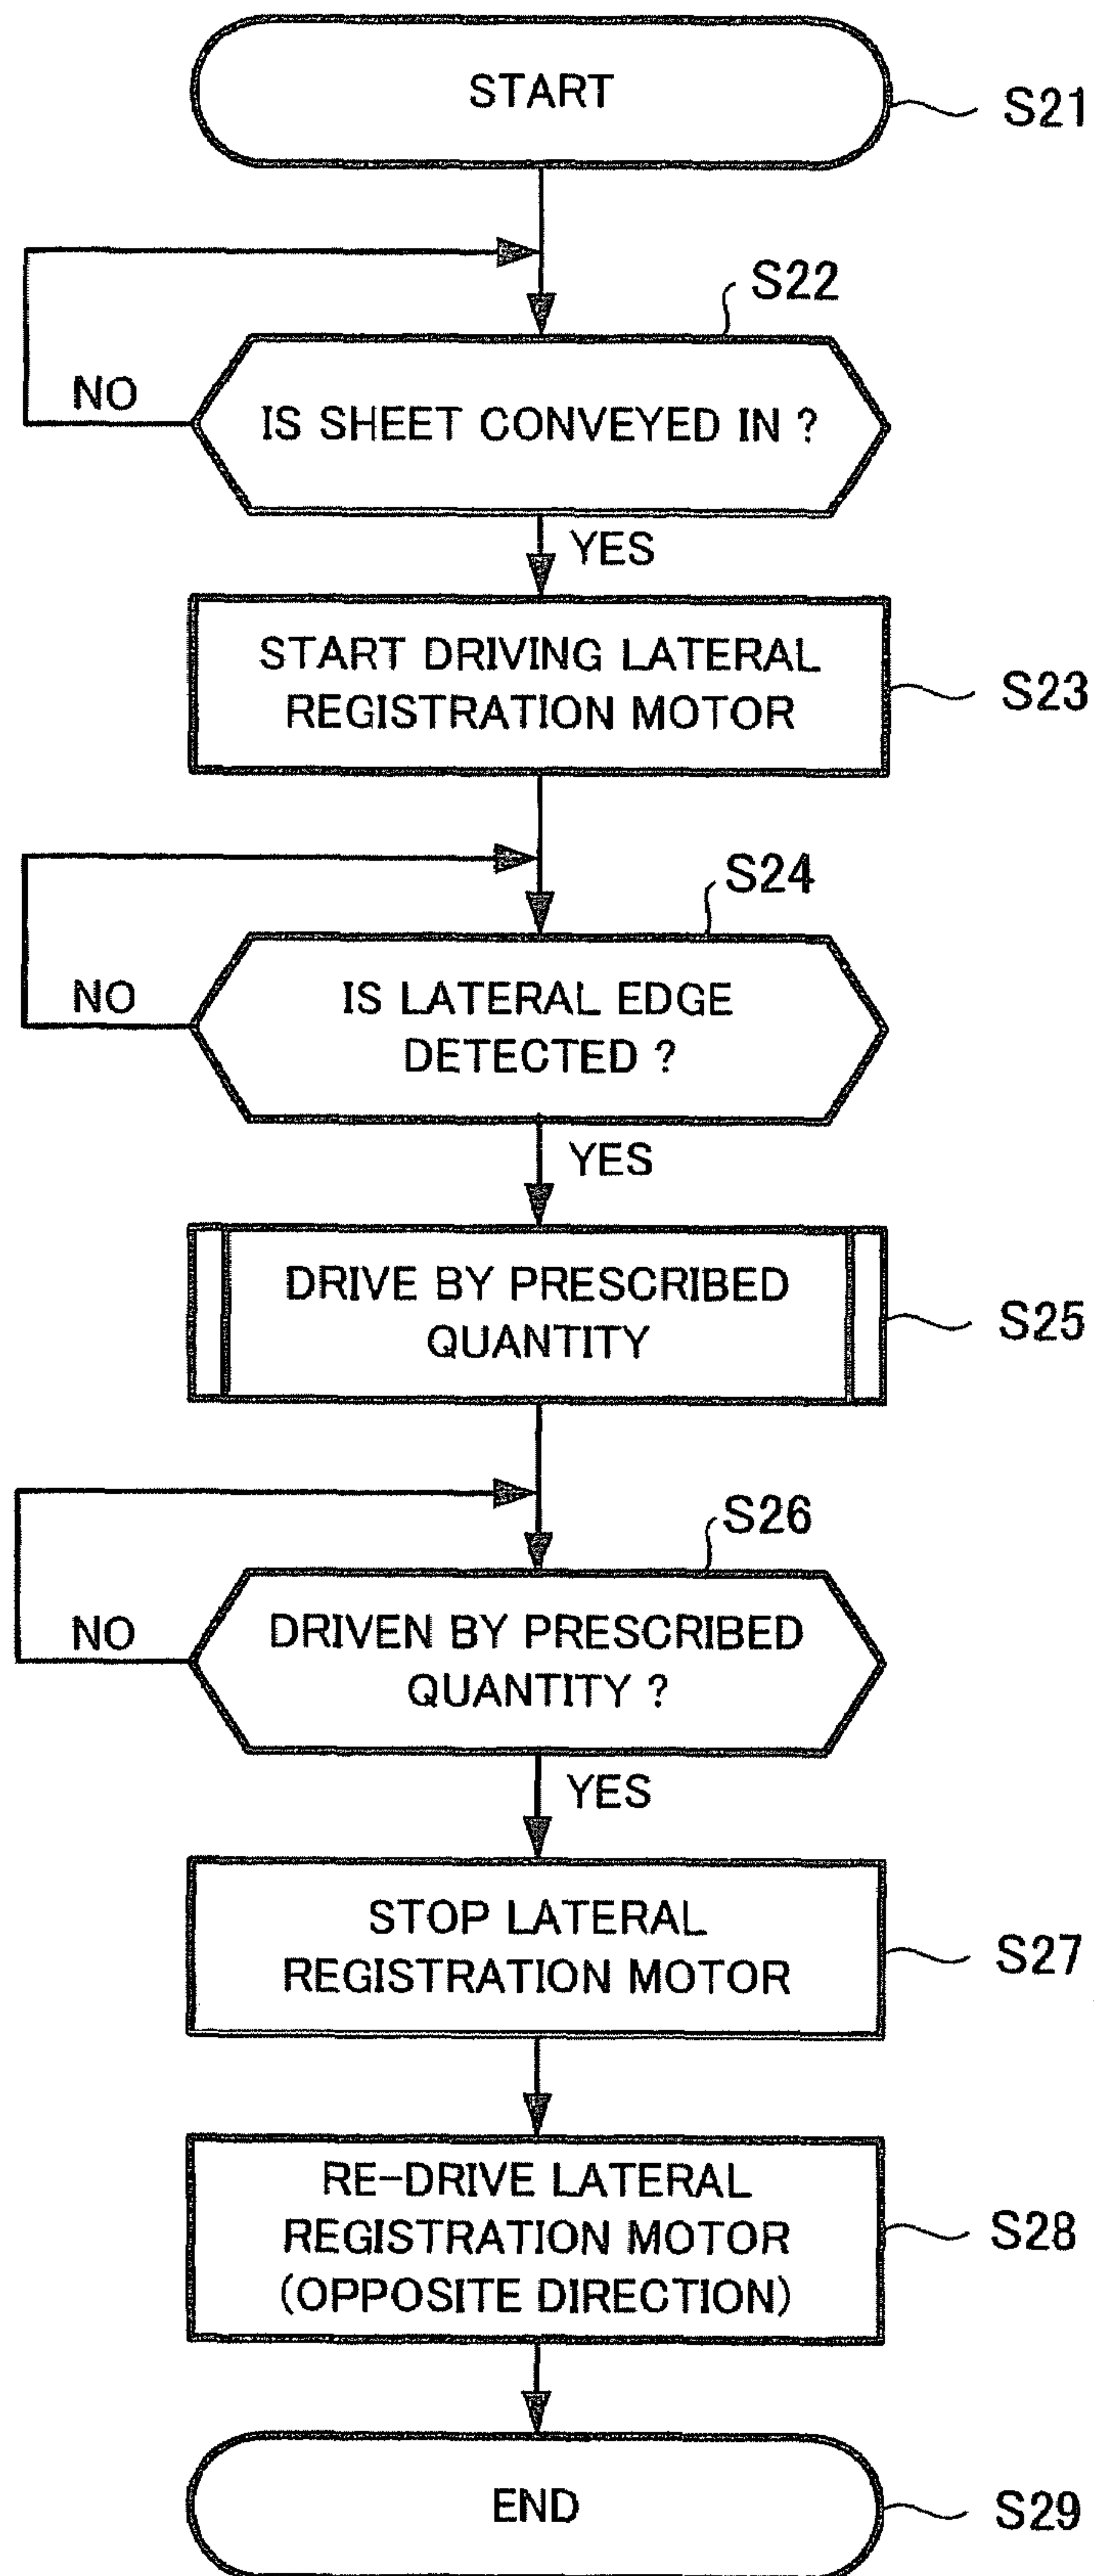 START
S21
S22
NO
IS SHEET CONVEYED IN ?
YES
START DRIVING LATERAL
REGISTRATION MOTOR
S23
S24
NO
IS LATERAL EDGE
DETECTED ?
YES
DRIVE BY PRESCRIBED
QUANTITY
S25
S26
NO
DRIVEN BY PRESCRIBED
QUANTITY ?
YES
STOP LATERAL
REGISTRATION MOTOR
S27
RE-DRIVE LATERAL
REGISTRATION MOTOR
(OPPOSITE DIRECTION)
S28
END
S29